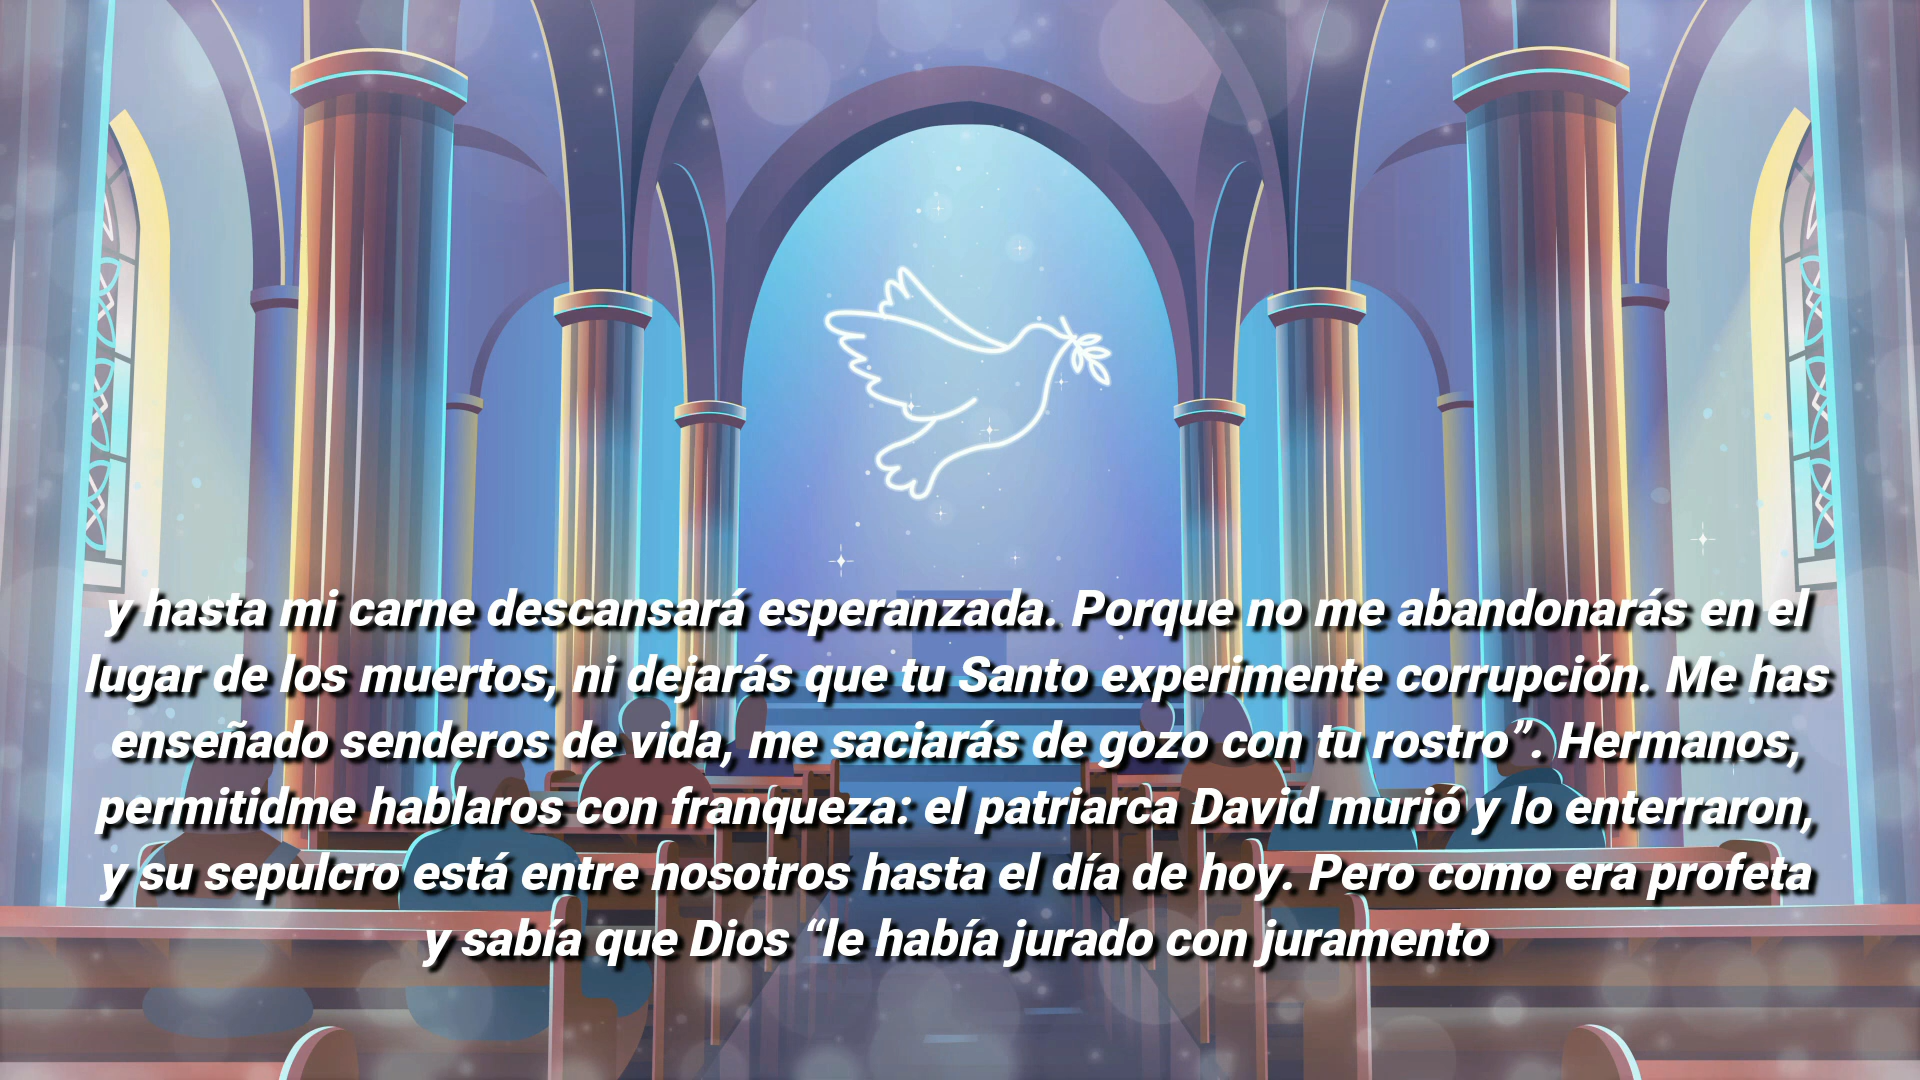 y hasta mi carne descansará esperanzada. Porque no me abandonarás en el
lugar de los muertos, ni dejarás que tu Santo experimente corrupción. Me has
enseñado senderos de vida, me saciarás de gozo con tu rostro”. Hermanos,
permitidme hablaros con franqueza: el patriarca David murió y lo enterraron,
y su sepulcro está entre nosotros hasta el día de hoy. Pero como era profeta
y sabía que Dios “le había jurado con juramento